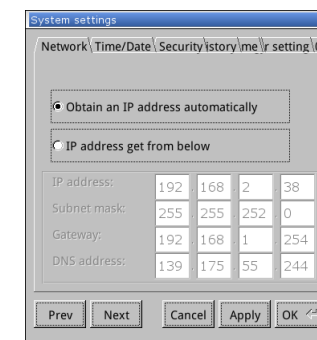 System settings
Network Time/Date Security istory me r setting
Obtain an IP address automatically
IP address get from below
IP address: 192 . 168 . 2 . 38
Subnet mask: 255 . 255 . 252 . 0
Gateway: 192 . 168 . 1 . 254
DNS address: 139 . 175 . 55 . 244
Prev Next Cancel Apply OK